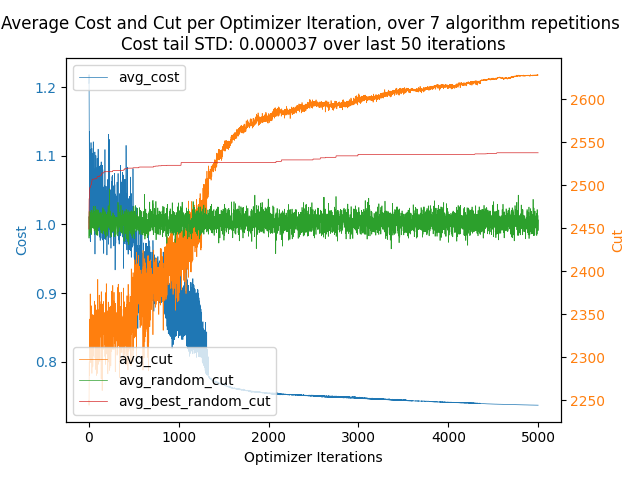 Average Cost and Cut per Optimizer Iteration, over 7 algorithm repetitions
Cost tail STD: 0.000037 over last 50 iterations
avg_cost
1.2
1.1
1.0
0.9
0.8
Cost
2600
2550
2500
2450
2400
2350
2300
2250
Cut
avg_cut
avg_random_cut
avg_best_random_cut
0
1000
2000
3000
4000
5000
Optimizer Iterations